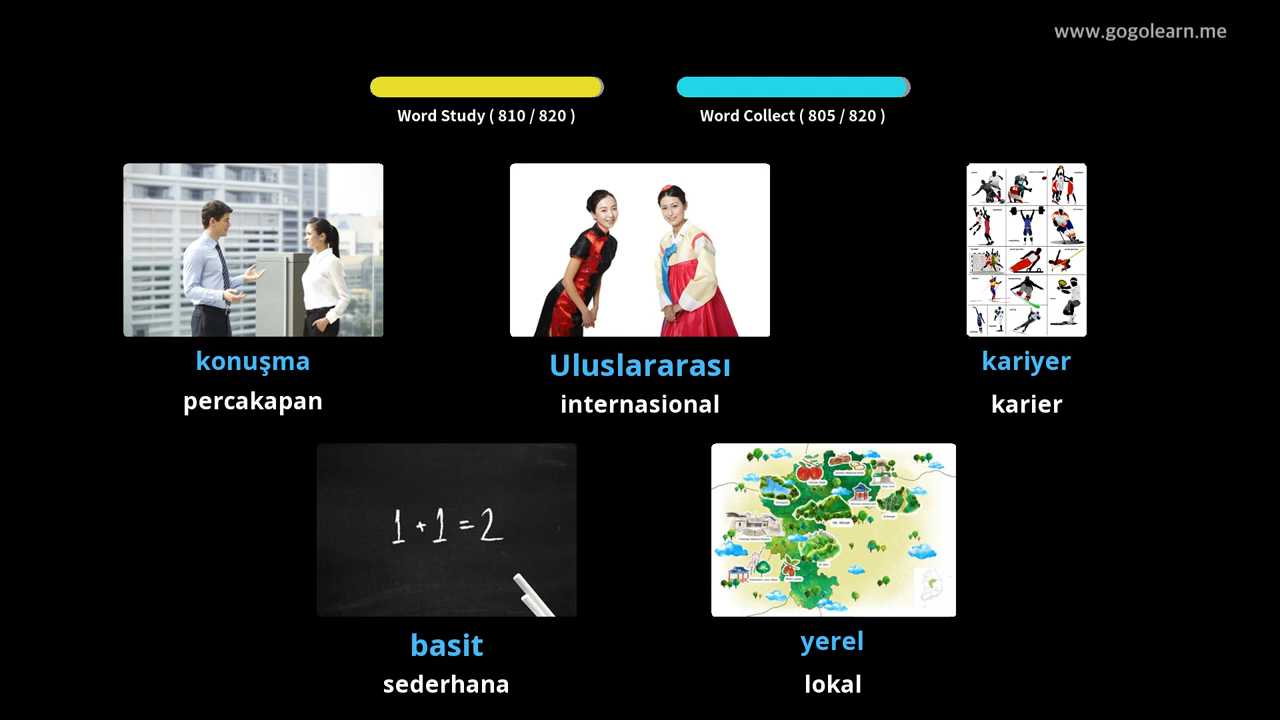 www.gogolearn.me
Word Study ( 810 / 820 )
Word Collect ( 805 / 820 )
konuşma
Uluslararası
kariyer
percakapan
internasional
karier
1 + 1 = 2
basit
yerel
sederhana
lokal